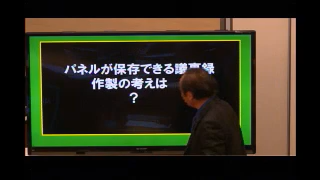 パネルが保存できる議事録
作製の考えは
？